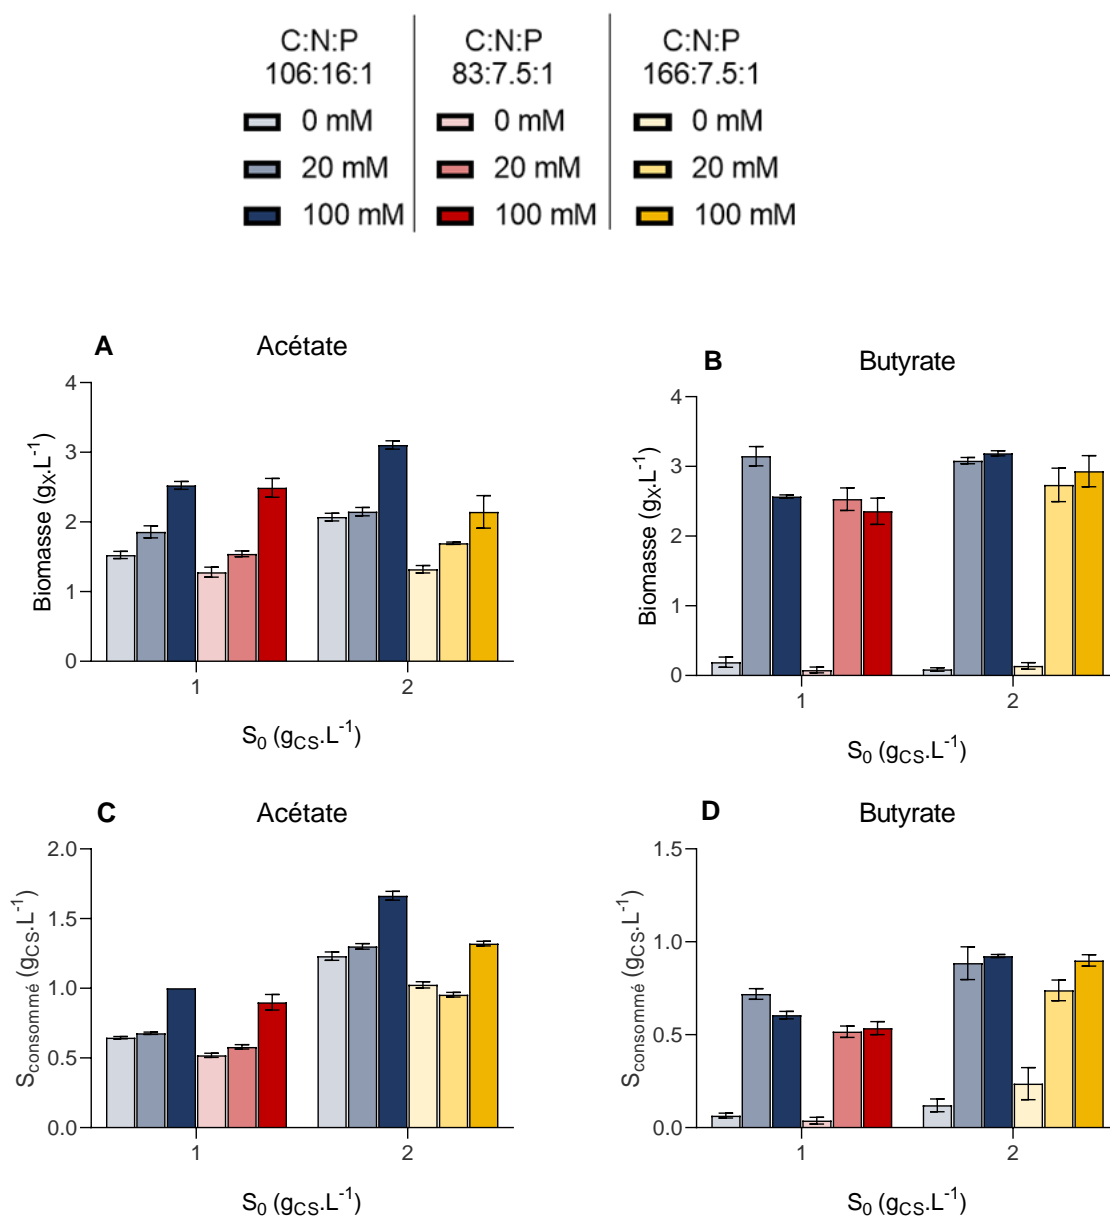 C:N:P C:N:P C:N:P
106:16:1 83:7.5:1 166:7.5:1
0 mM 0 mM 0 mM
20 mM 20 mM 20 mM
100 mM 100 mM 100 mM
A Acétate
Biomasse (gX.L-1)
4
3
2
1
0
1 2
S0 (gCS.L-1)
B Butyrate
Biomasse (gX.L-1)
4
3
2
1
0
1 2
S0 (gCS.L-1)
C Acétate
Sconsommé (gCS.L-1)
2.0
1.5
1.0
0.5
0.0
1 2
S0 (gCS.L-1)
D Butyrate
Sconsommé (gCS.L-1)
1.5
1.0
0.5
0.0
1 2
S0 (gCS.L-1)